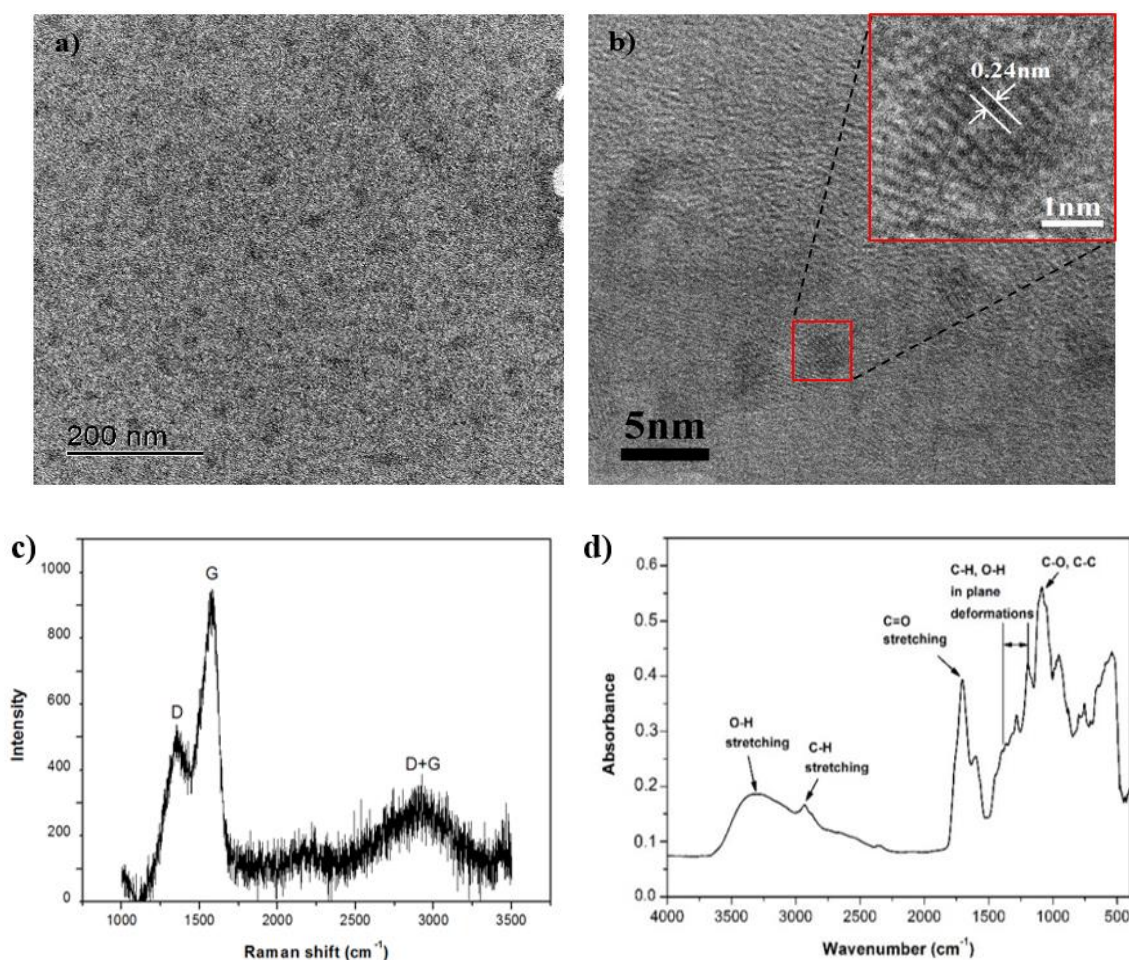 a)
200 nm
b)
0.24nm
1nm
5nm
c)
Intensity
1000
800
600
400
200
0
D
G
D+G
1000
1500
2000
2500
3000
3500
Raman shift (cm⁻¹)
d)
Absorbance
0.6
0.5
0.4
0.3
0.2
0.1
0.0
O-H
stretching
C-H
stretching
C=O
stretching
C-H, O-H
in plane
deformations
C-O, C-C
4000
3500
3000
2500
2000
1500
1000
500
Wavenumber (cm⁻¹)